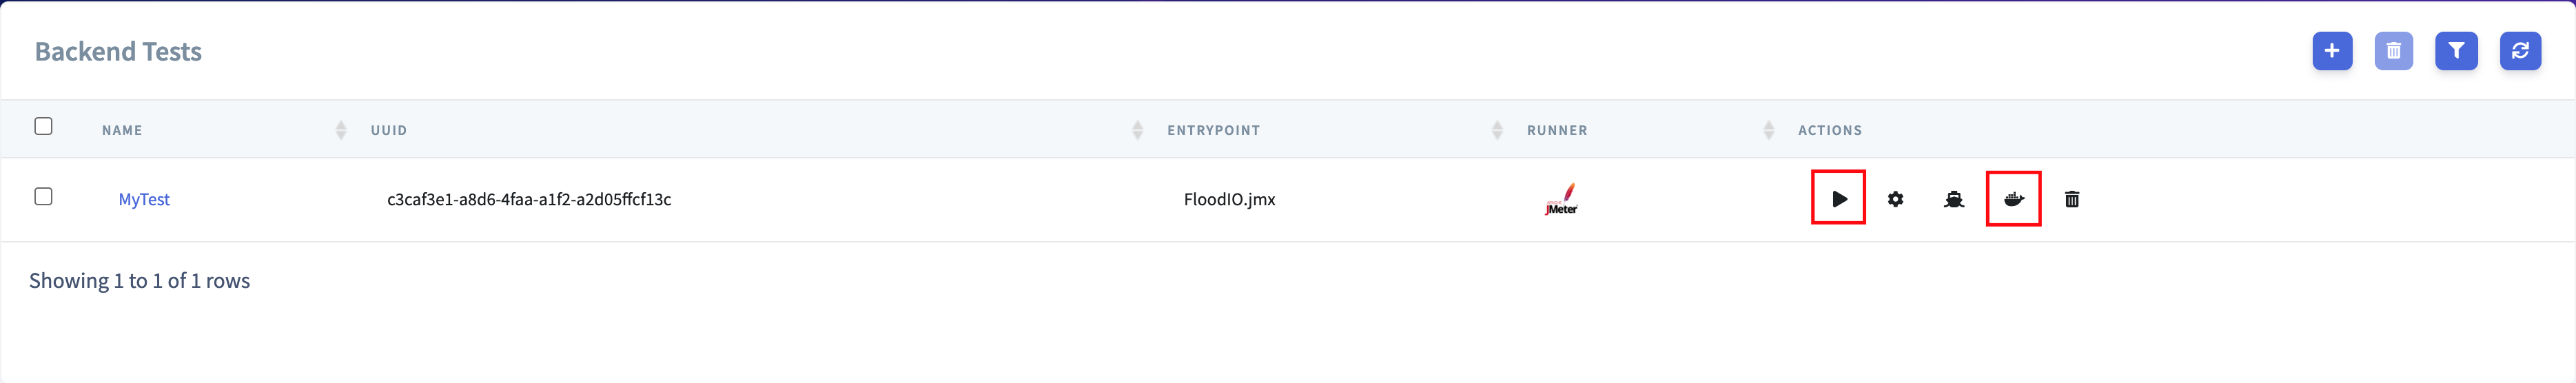 Backend Tests
NAME UUID ENTRYPOINT RUNNER ACTIONS
MyTest c3caf3e1-a8d6-4faa-a1f2-a2d05ffcf13c FloodIO.jmx JMeter
Showing 1 to 1 of 1 rows